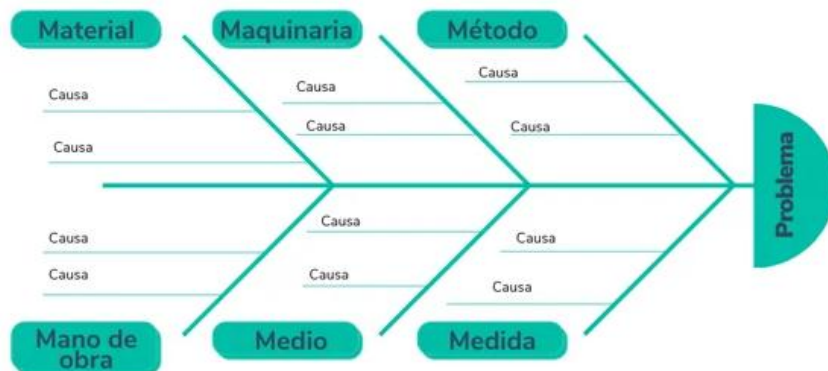 Material
Maquinaria
Método
Causa
Causa
Causa
Causa
Causa
Causa
Problema
Causa
Causa
Causa
Causa
Causa
Causa
Mano de
obra
Medio
Medida